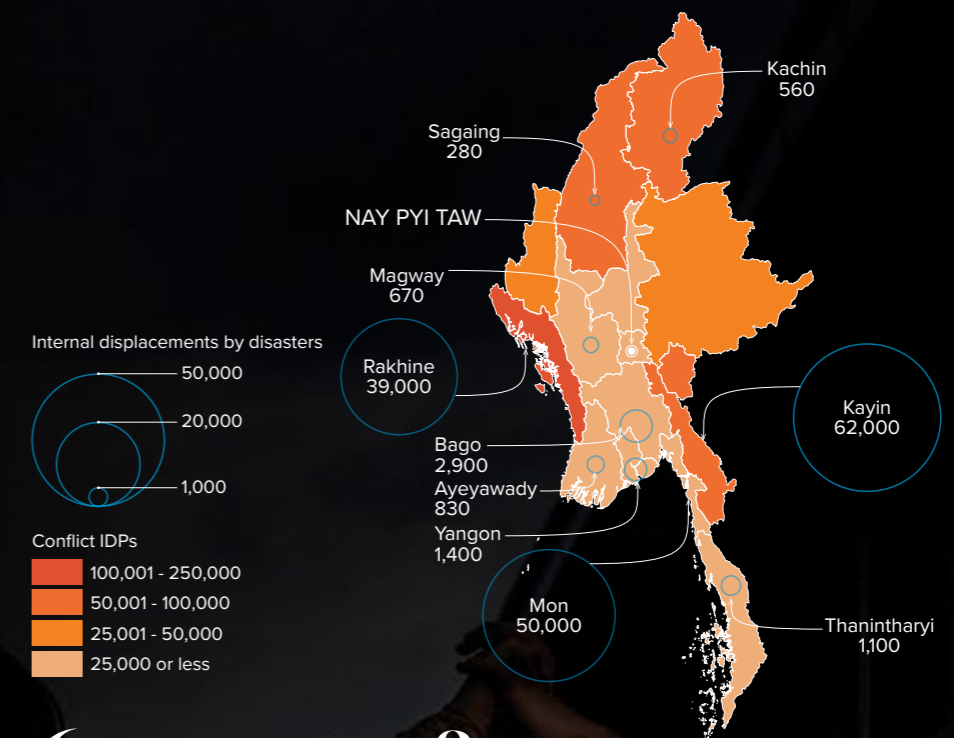 Kachin
560
Sagaing
280
NAY PYI TAW
Magway
670
Internal displacements by disasters
50,000
20,000
1,000
Rakhine
39,000
Kayin
62,000
Bago
2,900
Ayeyawady
830
Yangon
1,400
Conflict IDPs
100,001 - 250,000
50,001 - 100,000
25,001 - 50,000
25,000 or less
Mon
50,000
Thanintharyi
1,100